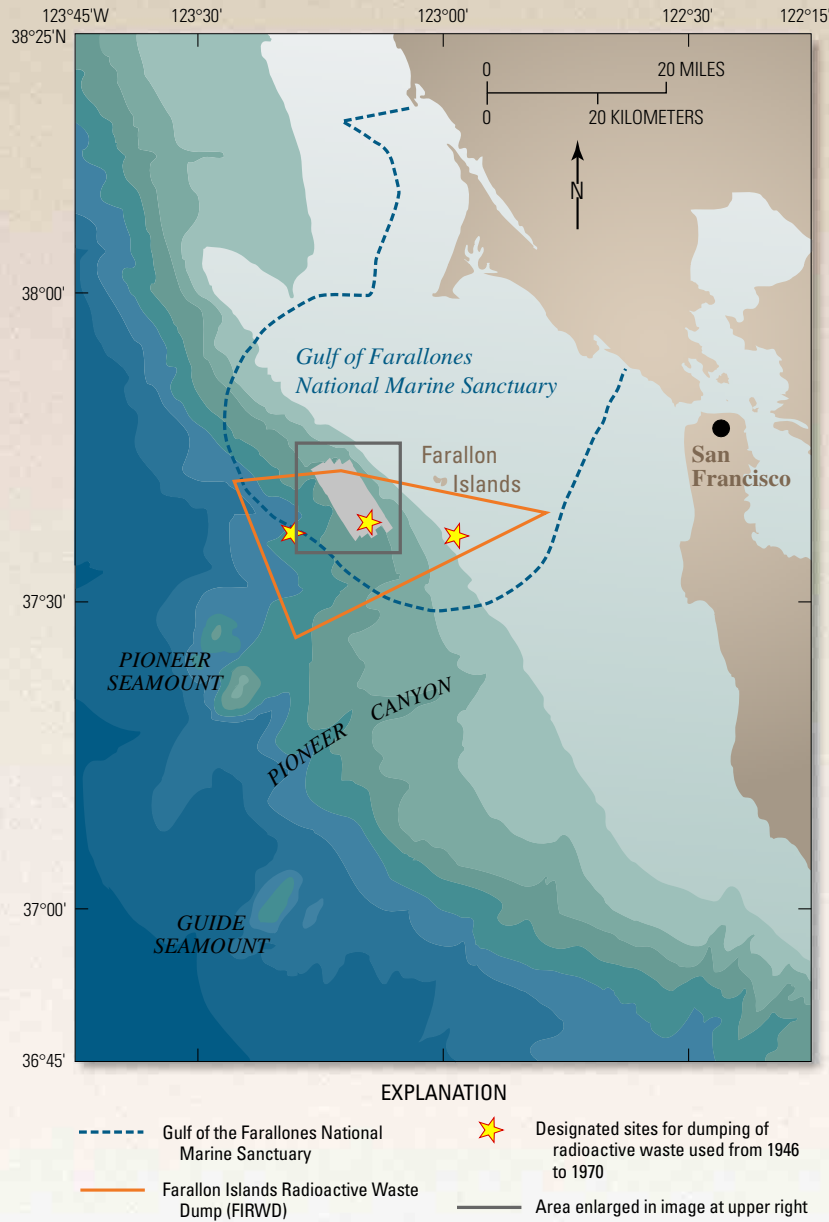 123°45'W 123°30' 123°00' 122°30' 122°15'
38°25'N
0 20 MILES
0 20 KILOMETERS
N
38°00'
Gulf of Farallones
National Marine Sanctuary
Farallon
Islands
San
Francisco
37°30'
PIONEER
SEAMOUNT
PIONEER CANYON
37°00'
GUIDE
SEAMOUNT
36°45'
EXPLANATION
Gulf of the Farallones National
Marine Sanctuary
Farallon Islands Radioactive Waste
Dump (FIRWD)
Designated sites for dumping of
radioactive waste used from 1946
to 1970
Area enlarged in image at upper right